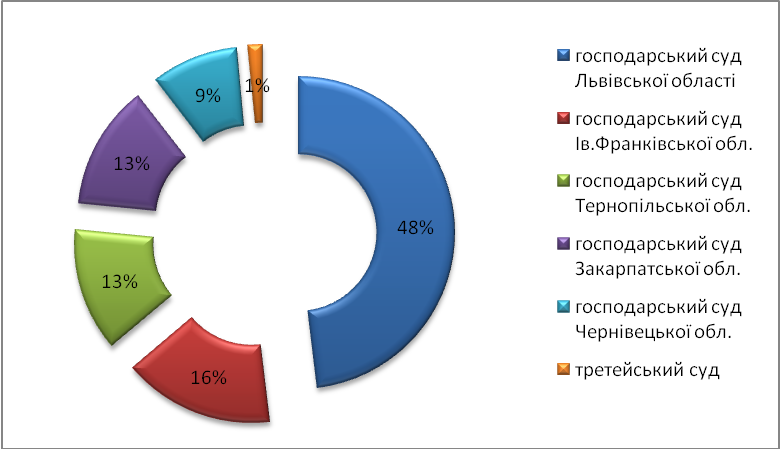 48%
16%
13%
13%
9%
1%
господарський суд
Львівської області
господарський суд
Ів.Франківської обл.
господарський суд
Тернопільської обл.
господарський суд
Закарпатської обл.
господарський суд
Чернівецької обл.
третейський суд